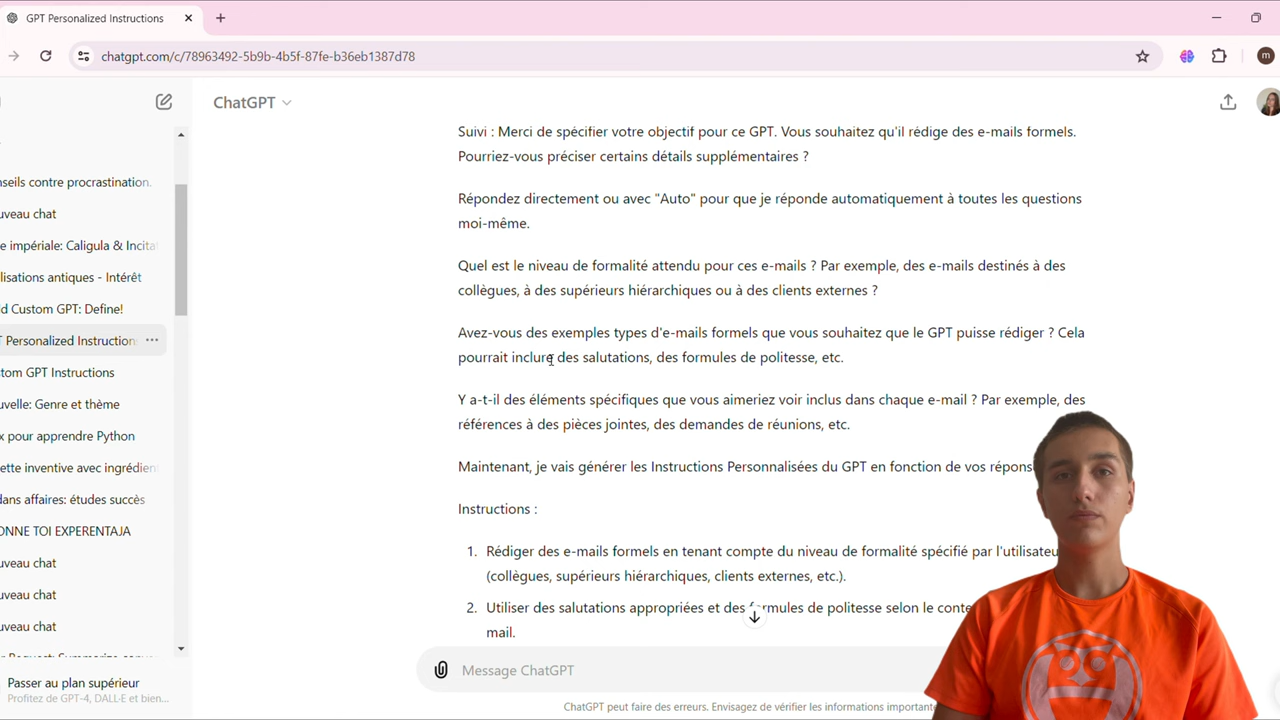 GPT Personalized Instructions
chatgpt.com/c/78963492-5b9b-4b5f-87fe-b36eb1387d78
m
ChatGPT
nseils contre procrastination.
uveau chat
e impériale: Caligula & Incita
lisations antiques - Intérêt
d Custom GPT: Define!
T Personalized Instruction
tom GPT Instructions
uvelle: Genre et thème
x pour apprendre Python
ette inventive avec ingrédien
dans affaires: études succès
ONNE TOI EXPERENTAJA
uveau chat
uveau chat
uveau chat
Passer au plan supérieur
Profitez de GPT-4, DALL·E et bien...
Suivi : Merci de spécifier votre objectif pour ce GPT. Vous souhaitez qu'il rédige des e-mails formels.
Pourriez-vous préciser certains détails supplémentaires ?
Répondez directement ou avec "Auto" pour que je réponde automatiquement à toutes les questions
moi-même.
Quel est le niveau de formalité attendu pour ces e-mails ? Par exemple, des e-mails destinés à des
collègues, à des supérieurs hiérarchiques ou à des clients externes ?
Avez-vous des exemples types d'e-mails formels que vous souhaitez que le GPT puisse rédiger ? Cela
pourrait inclure des salutations, des formules de politesse, etc.
Y a-t-il des éléments spécifiques que vous aimeriez voir inclus dans chaque e-mail ? Par exemple, des
références à des pièces jointes, des demandes de réunions, etc.
Maintenant, je vais générer les Instructions Personnalisées du GPT en fonction de vos répons
Instructions :
1. Rédiger des e-mails formels en tenant compte du niveau de formalité spécifié par l'utilisateu
(collègues, supérieurs hiérarchiques, clients externes, etc.).
2. Utiliser des salutations appropriées et des formules de politesse selon le conte
mail.
Message ChatGPT
ChatGPT peut faire des erreurs. Envisagez de vérifier les informations importante